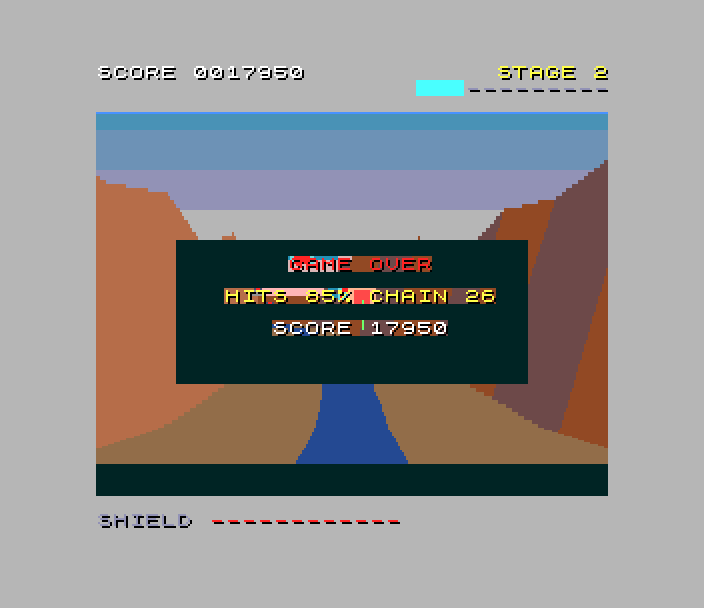 SCORE 0017950
STAGE 2
GAME OVER
HITS 85% CHAIN 26
SCORE 17950
SHIELD